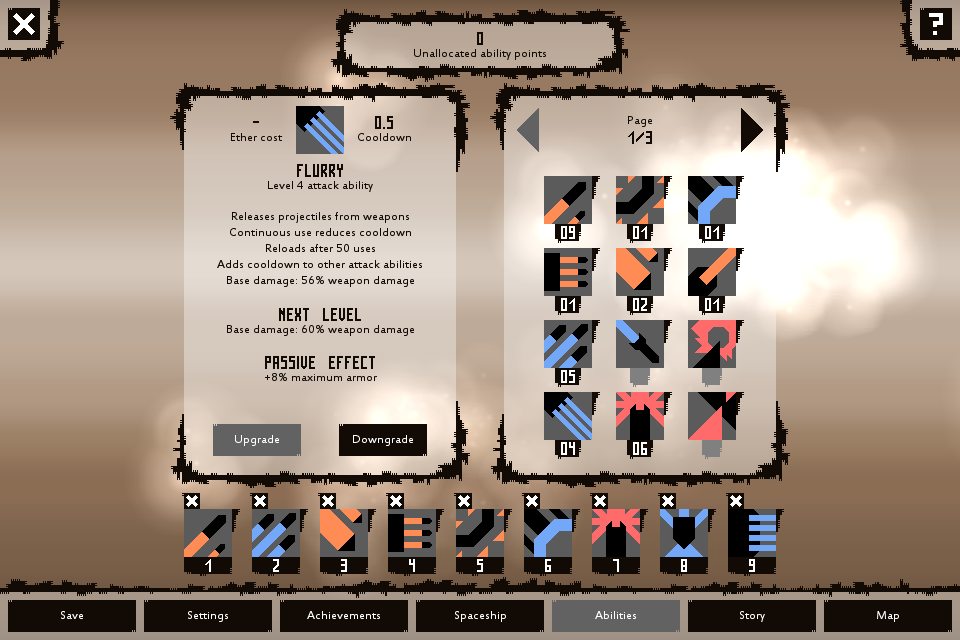 ?
0
Unallocated ability points
-
Ether cost
0.5
Cooldown
FLURRY
Level 4 attack ability
Releases projectiles from weapons
Continuous use reduces cooldown
Reloads after 50 uses
Adds cooldown to other attack abilities
Base damage: 56% weapon damage
NEXT LEVEL
Base damage: 60% weapon damage
PASSIVE EFFECT
+8% maximum armor
Upgrade
Downgrade
Page
1/3
09 01 01
01 02 01
05
04 06
1 2 3 4 5 6 7 8 9
Save
Settings
Achievements
Spaceship
Abilities
Story
Map